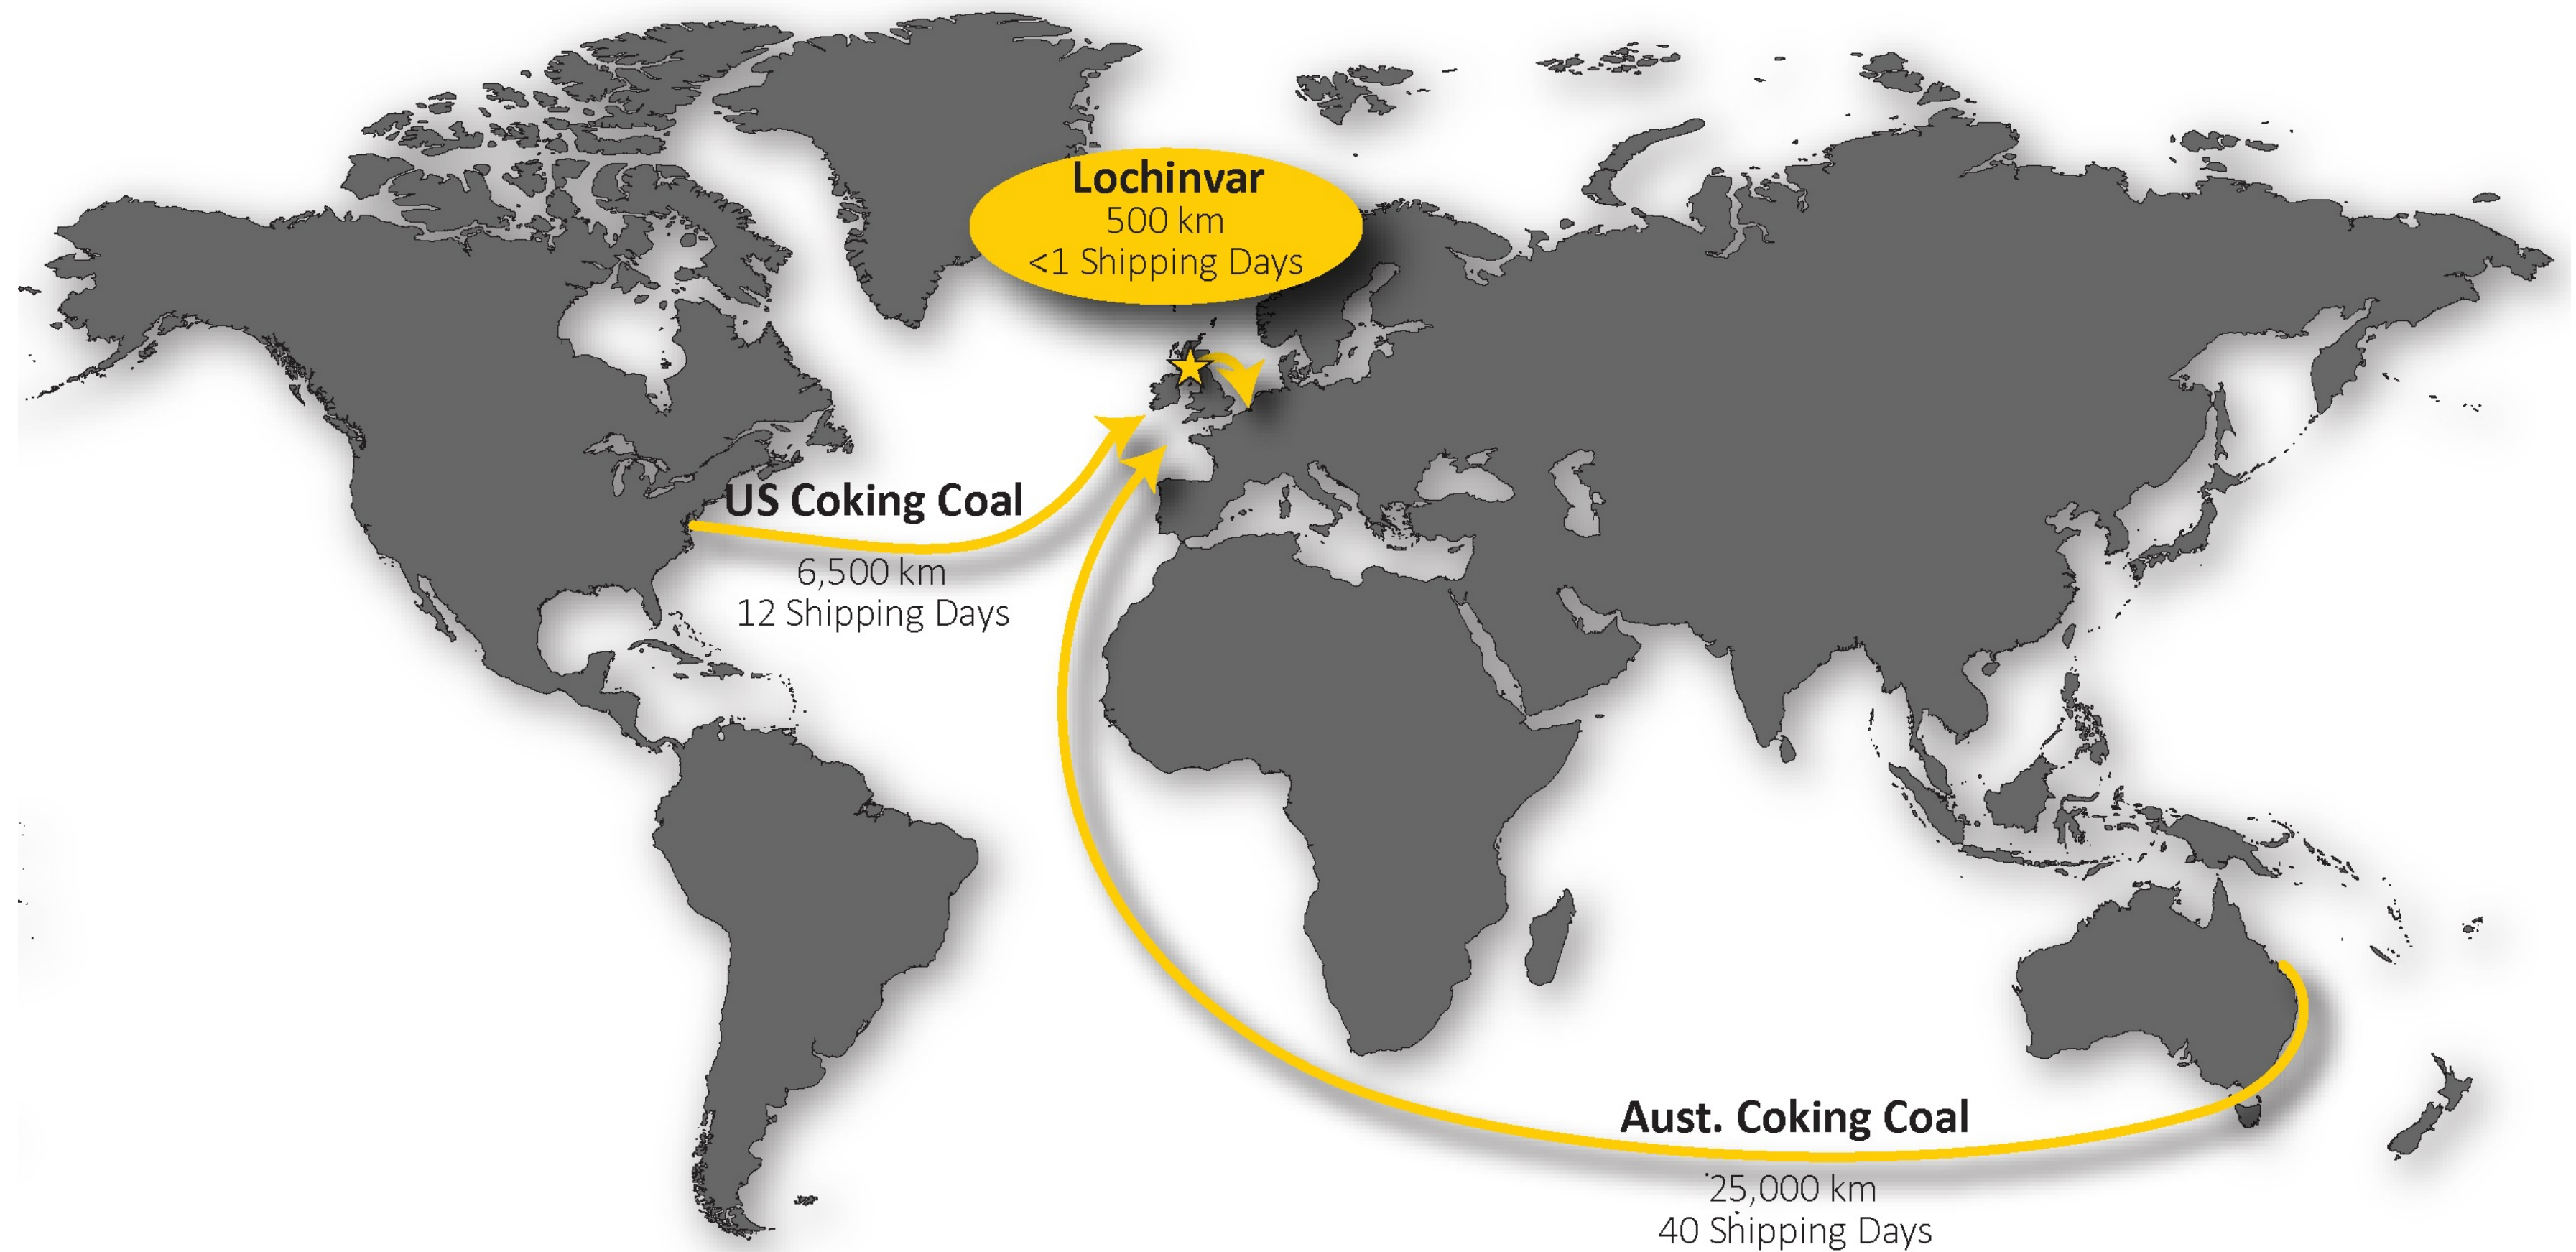 Lochinvar
500 km
<1 Shipping Days
US Coking Coal
6,500 km
12 Shipping Days
Aust. Coking Coal
25,000 km
40 Shipping Days